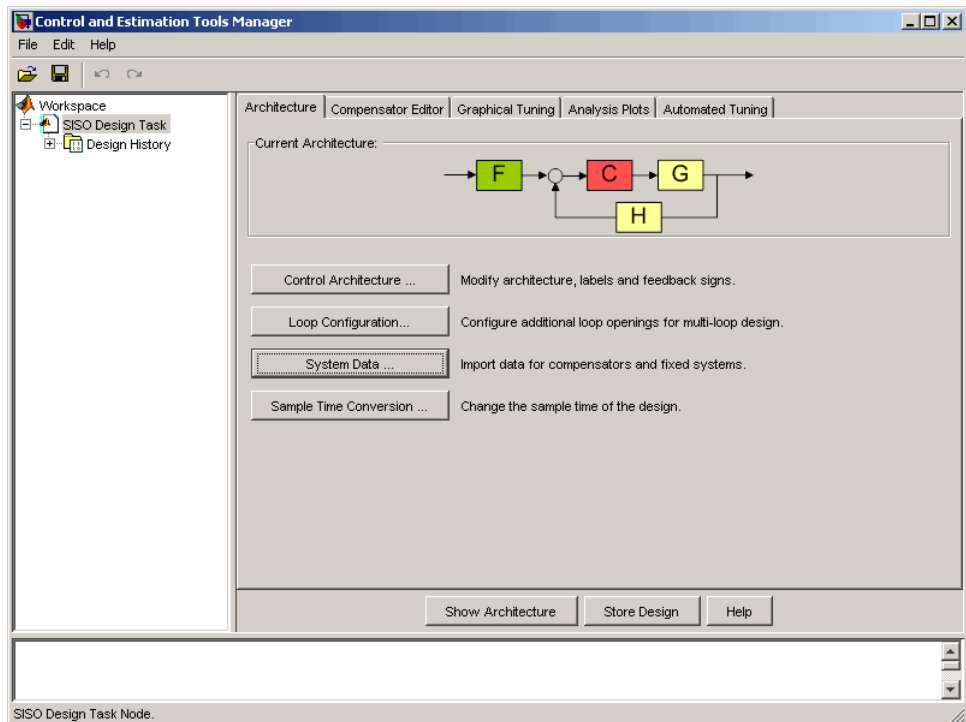 Control and Estimation Tools Manager
File Edit Help
Workspace
SISO Design Task
Design History
Architecture Compensator Editor Graphical Tuning Analysis Plots Automated Tuning
Current Architecture:
F C G
H
Control Architecture ... Modify architecture, labels and feedback signs.
Loop Configuration... Configure additional loop openings for multi-loop design.
System Data ... Import data for compensators and fixed systems.
Sample Time Conversion ... Change the sample time of the design.
Show Architecture Store Design Help
SISO Design Task Node.